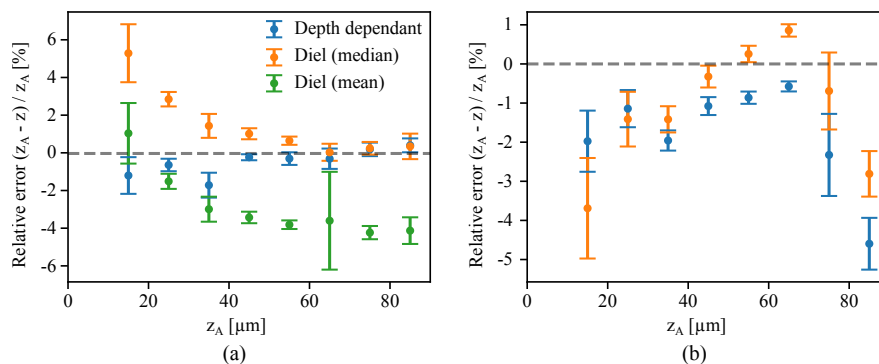 Relative error (z_A - z) / z_A [%]
6
4
2
0
-2
-4
-6
Depth dependant
Diel (median)
Diel (mean)
0
20
40
60
80
z_A [µm]
(a)
Relative error (z_A - z) / z_A [%]
1
0
-1
-2
-3
-4
-5
0
20
40
60
80
z_A [µm]
(b)